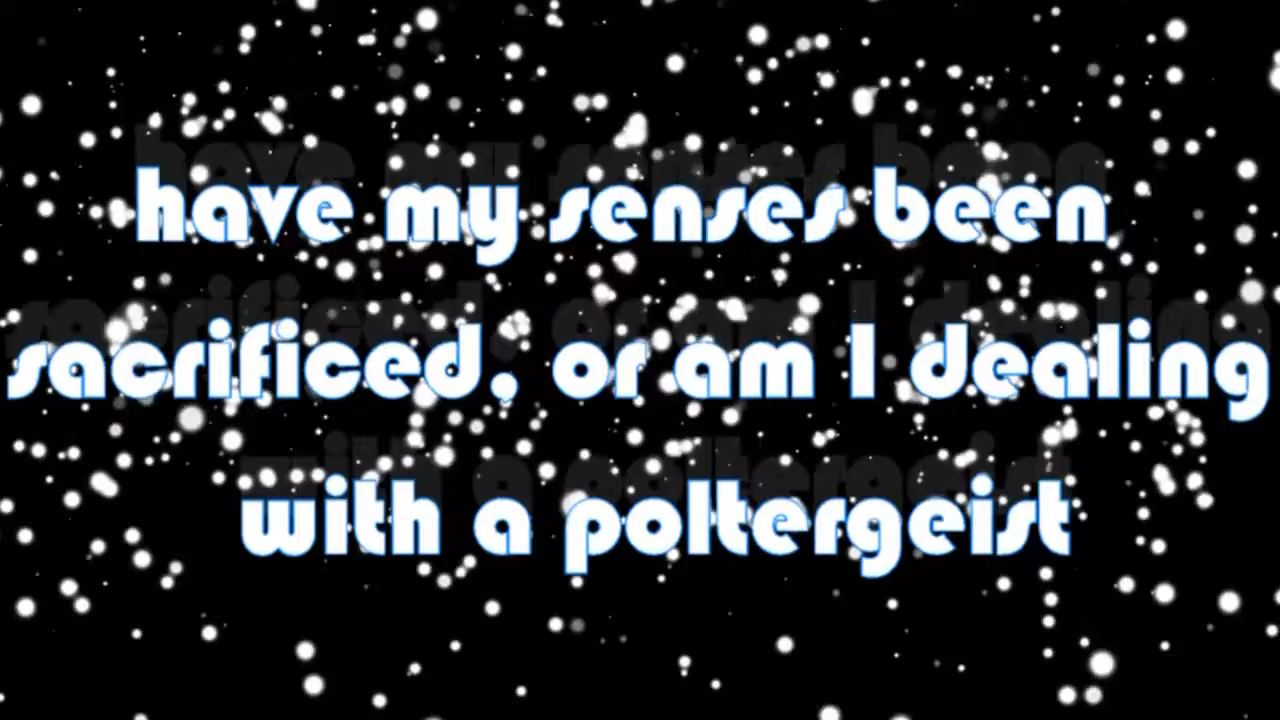 have my senses been
sacrificed, or am I dealing
with a poltergeist